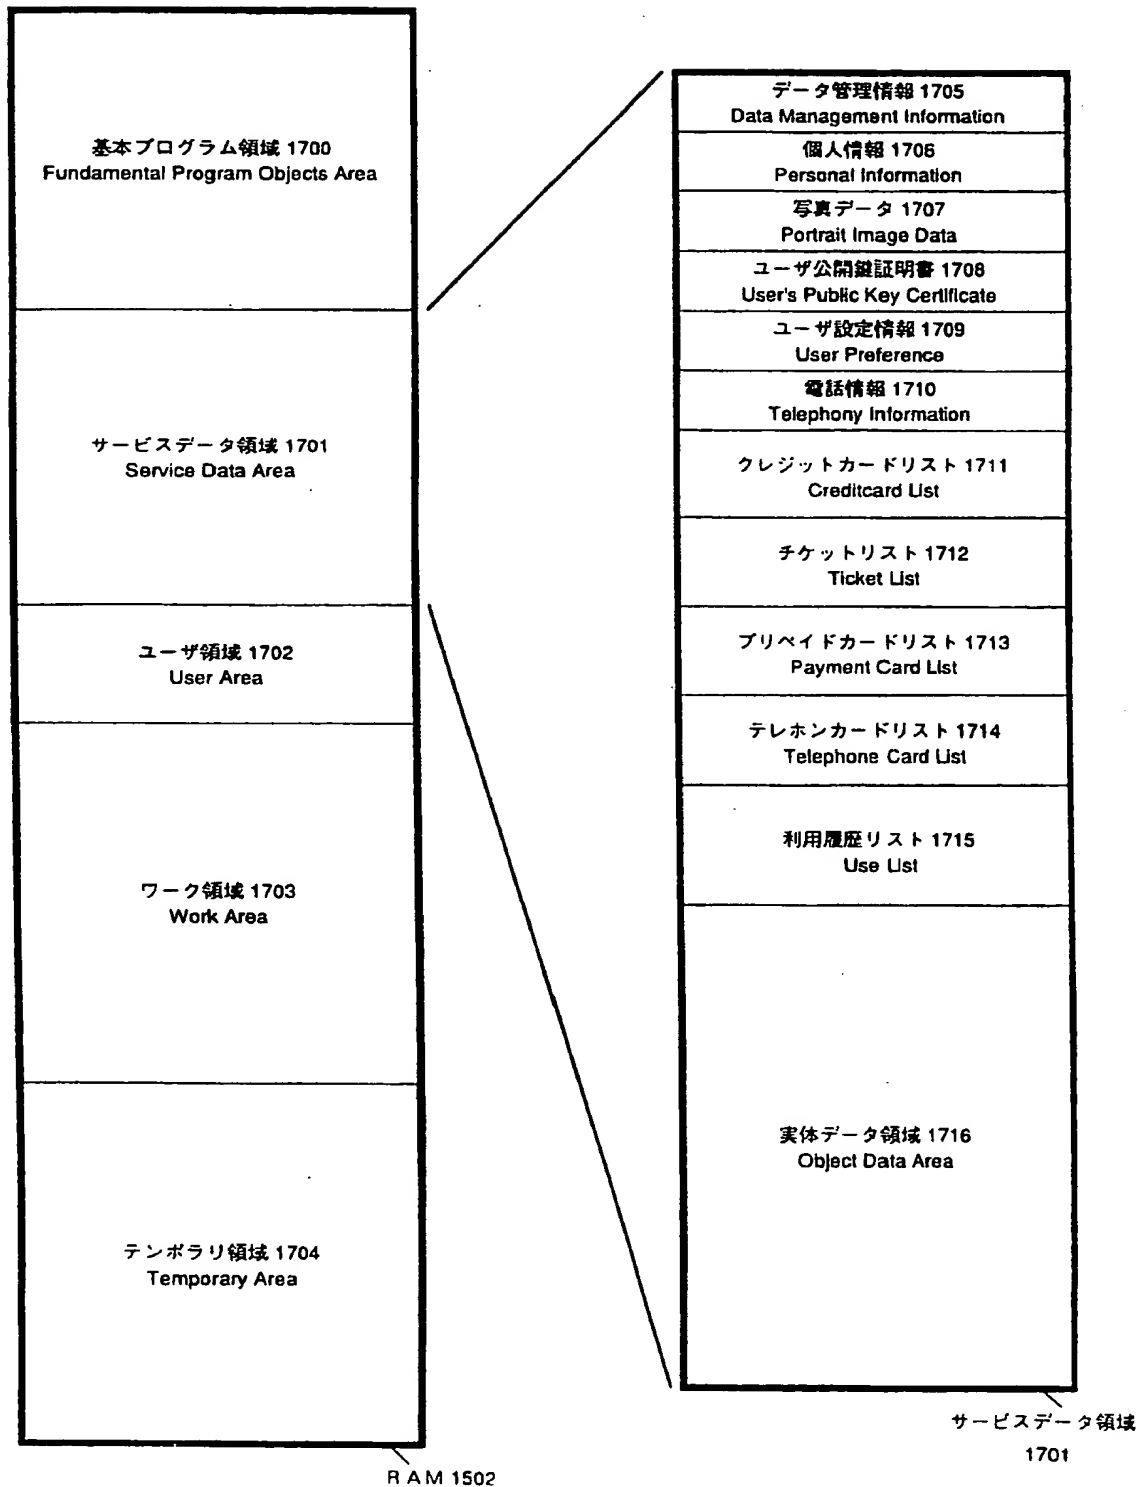 基本プログラム領域 1700
Fundamental Program Objects Area
サービスデータ領域 1701
Service Data Area
ユーザ領域 1702
User Area
ワーク領域 1703
Work Area
テンポラリ領域 1704
Temporary Area
RAM 1502
データ管理情報 1705
Data Management Information
個人情報 1706
Personal Information
写真データ 1707
Portrait Image Data
ユーザ公開鍵証明書 1708
User's Public Key Certificate
ユーザ設定情報 1709
User Preference
電話情報 1710
Telephony Information
クレジットカードリスト 1711
Creditcard List
チケットリスト 1712
Ticket List
プリペイドカードリスト 1713
Payment Card List
テレホンカードリスト 1714
Telephone Card List
利用履歴リスト 1715
Use List
実体データ領域 1716
Object Data Area
サービスデータ領域
1701